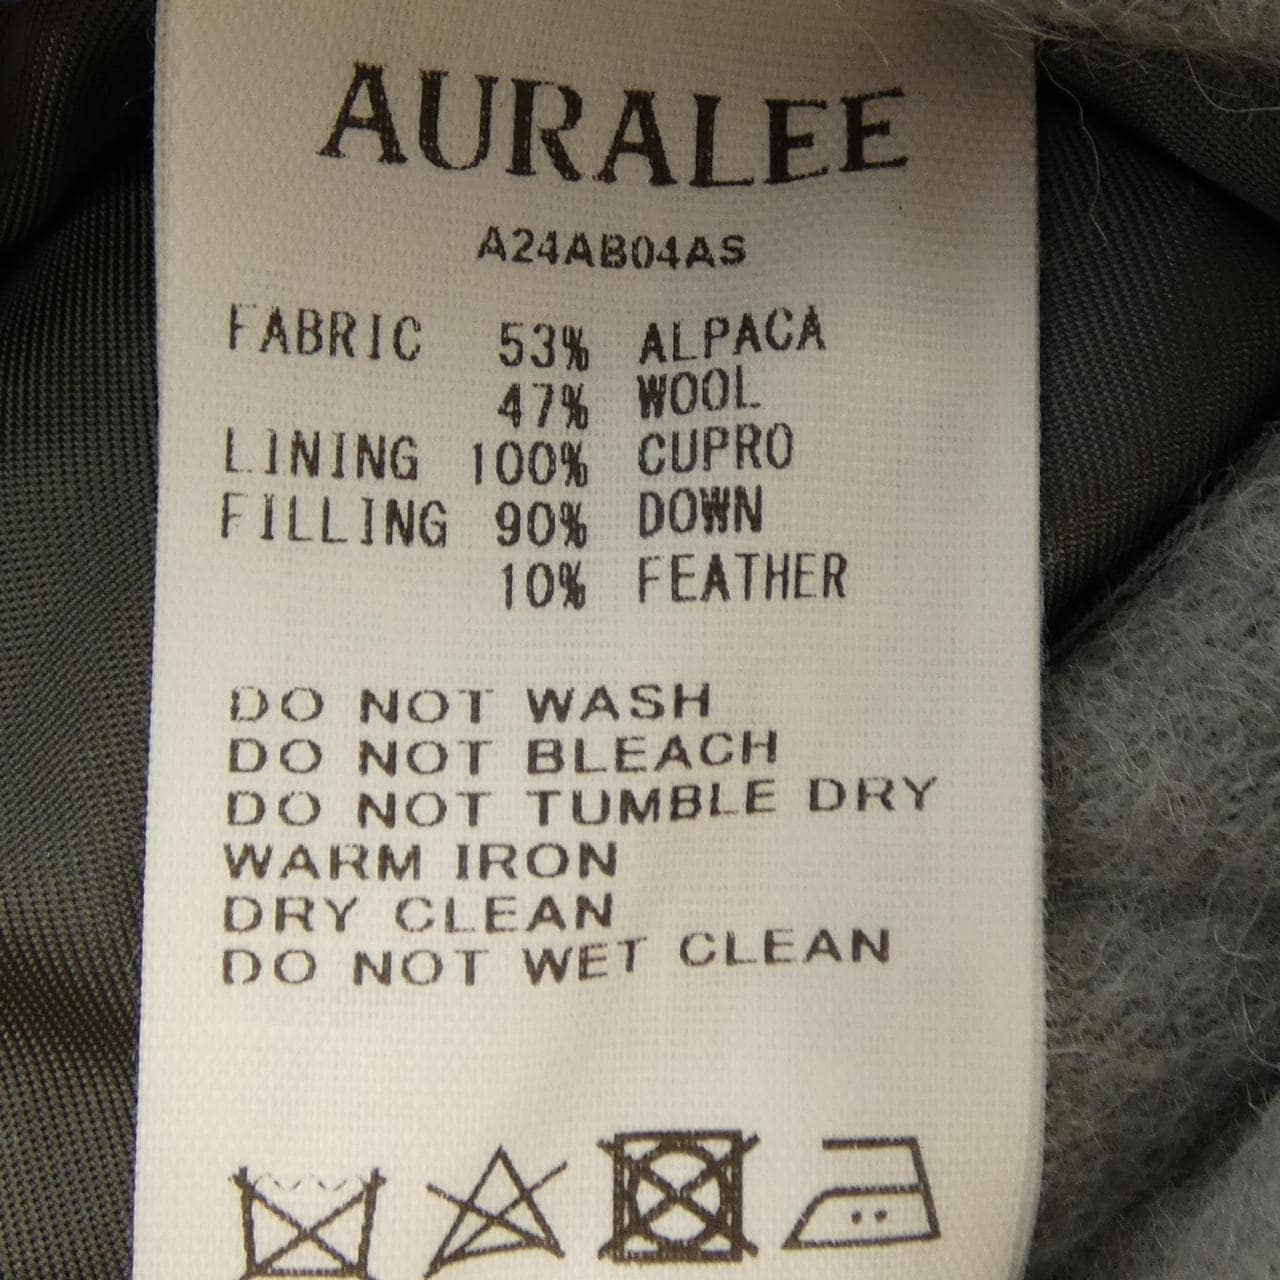 AURALEE
A24AB04AS
FABRIC 53% ALPACA
47% WOOL
LINING 100% CUPRO
FILLING 90% DOWN
10% FEATHER
DO NOT WASH
DO NOT BLEACH
DO NOT TUMBLE DRY
WARM IRON
DRY CLEAN
DO NOT WET CLEAN